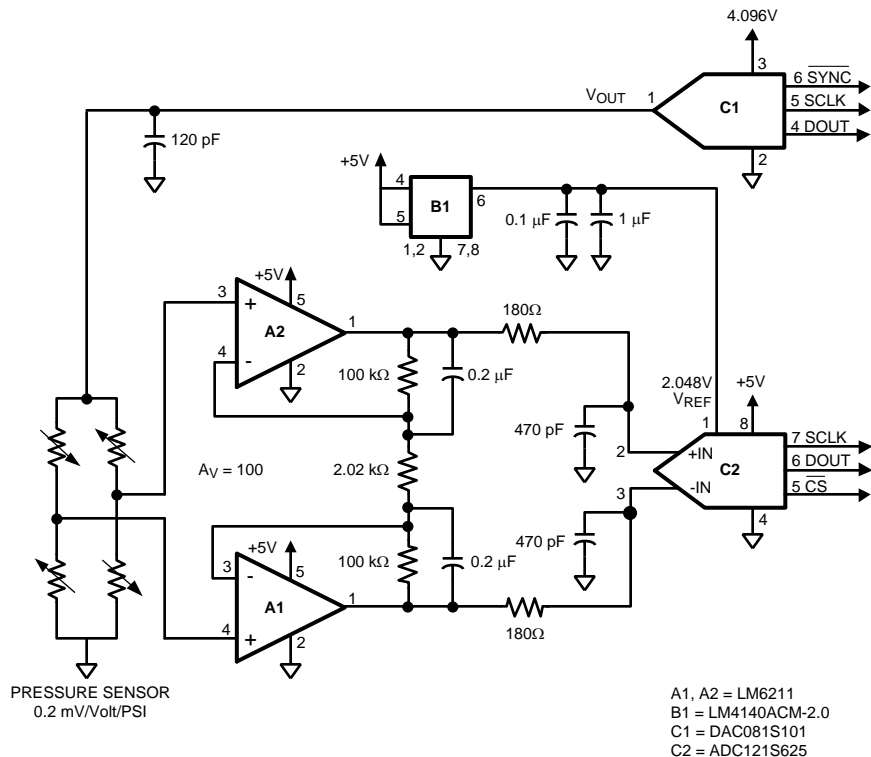 4.096V
3
6 SYNC
VOUT 1
C1
5 SCLK
4 DOUT
120 pF
2
+5V
4
B1
6
5
0.1 µF
1 µF
1,2
7,8
+5V
3
5
180Ω
+
A2
1
4
-
2
100 kΩ
0.2 µF
2.048V
VREF
+5V
1
8
470 pF
7 SCLK
2
+IN
6 DOUT
AV = 100
2.02 kΩ
C2
-IN
5 CS
3
4
+5V
470 pF
3
5
100 kΩ
0.2 µF
-
A1
1
4
+
2
180Ω
PRESSURE SENSOR
0.2 mV/Volt/PSI
A1, A2 = LM6211
B1 = LM4140ACM-2.0
C1 = DAC081S101
C2 = ADC121S625